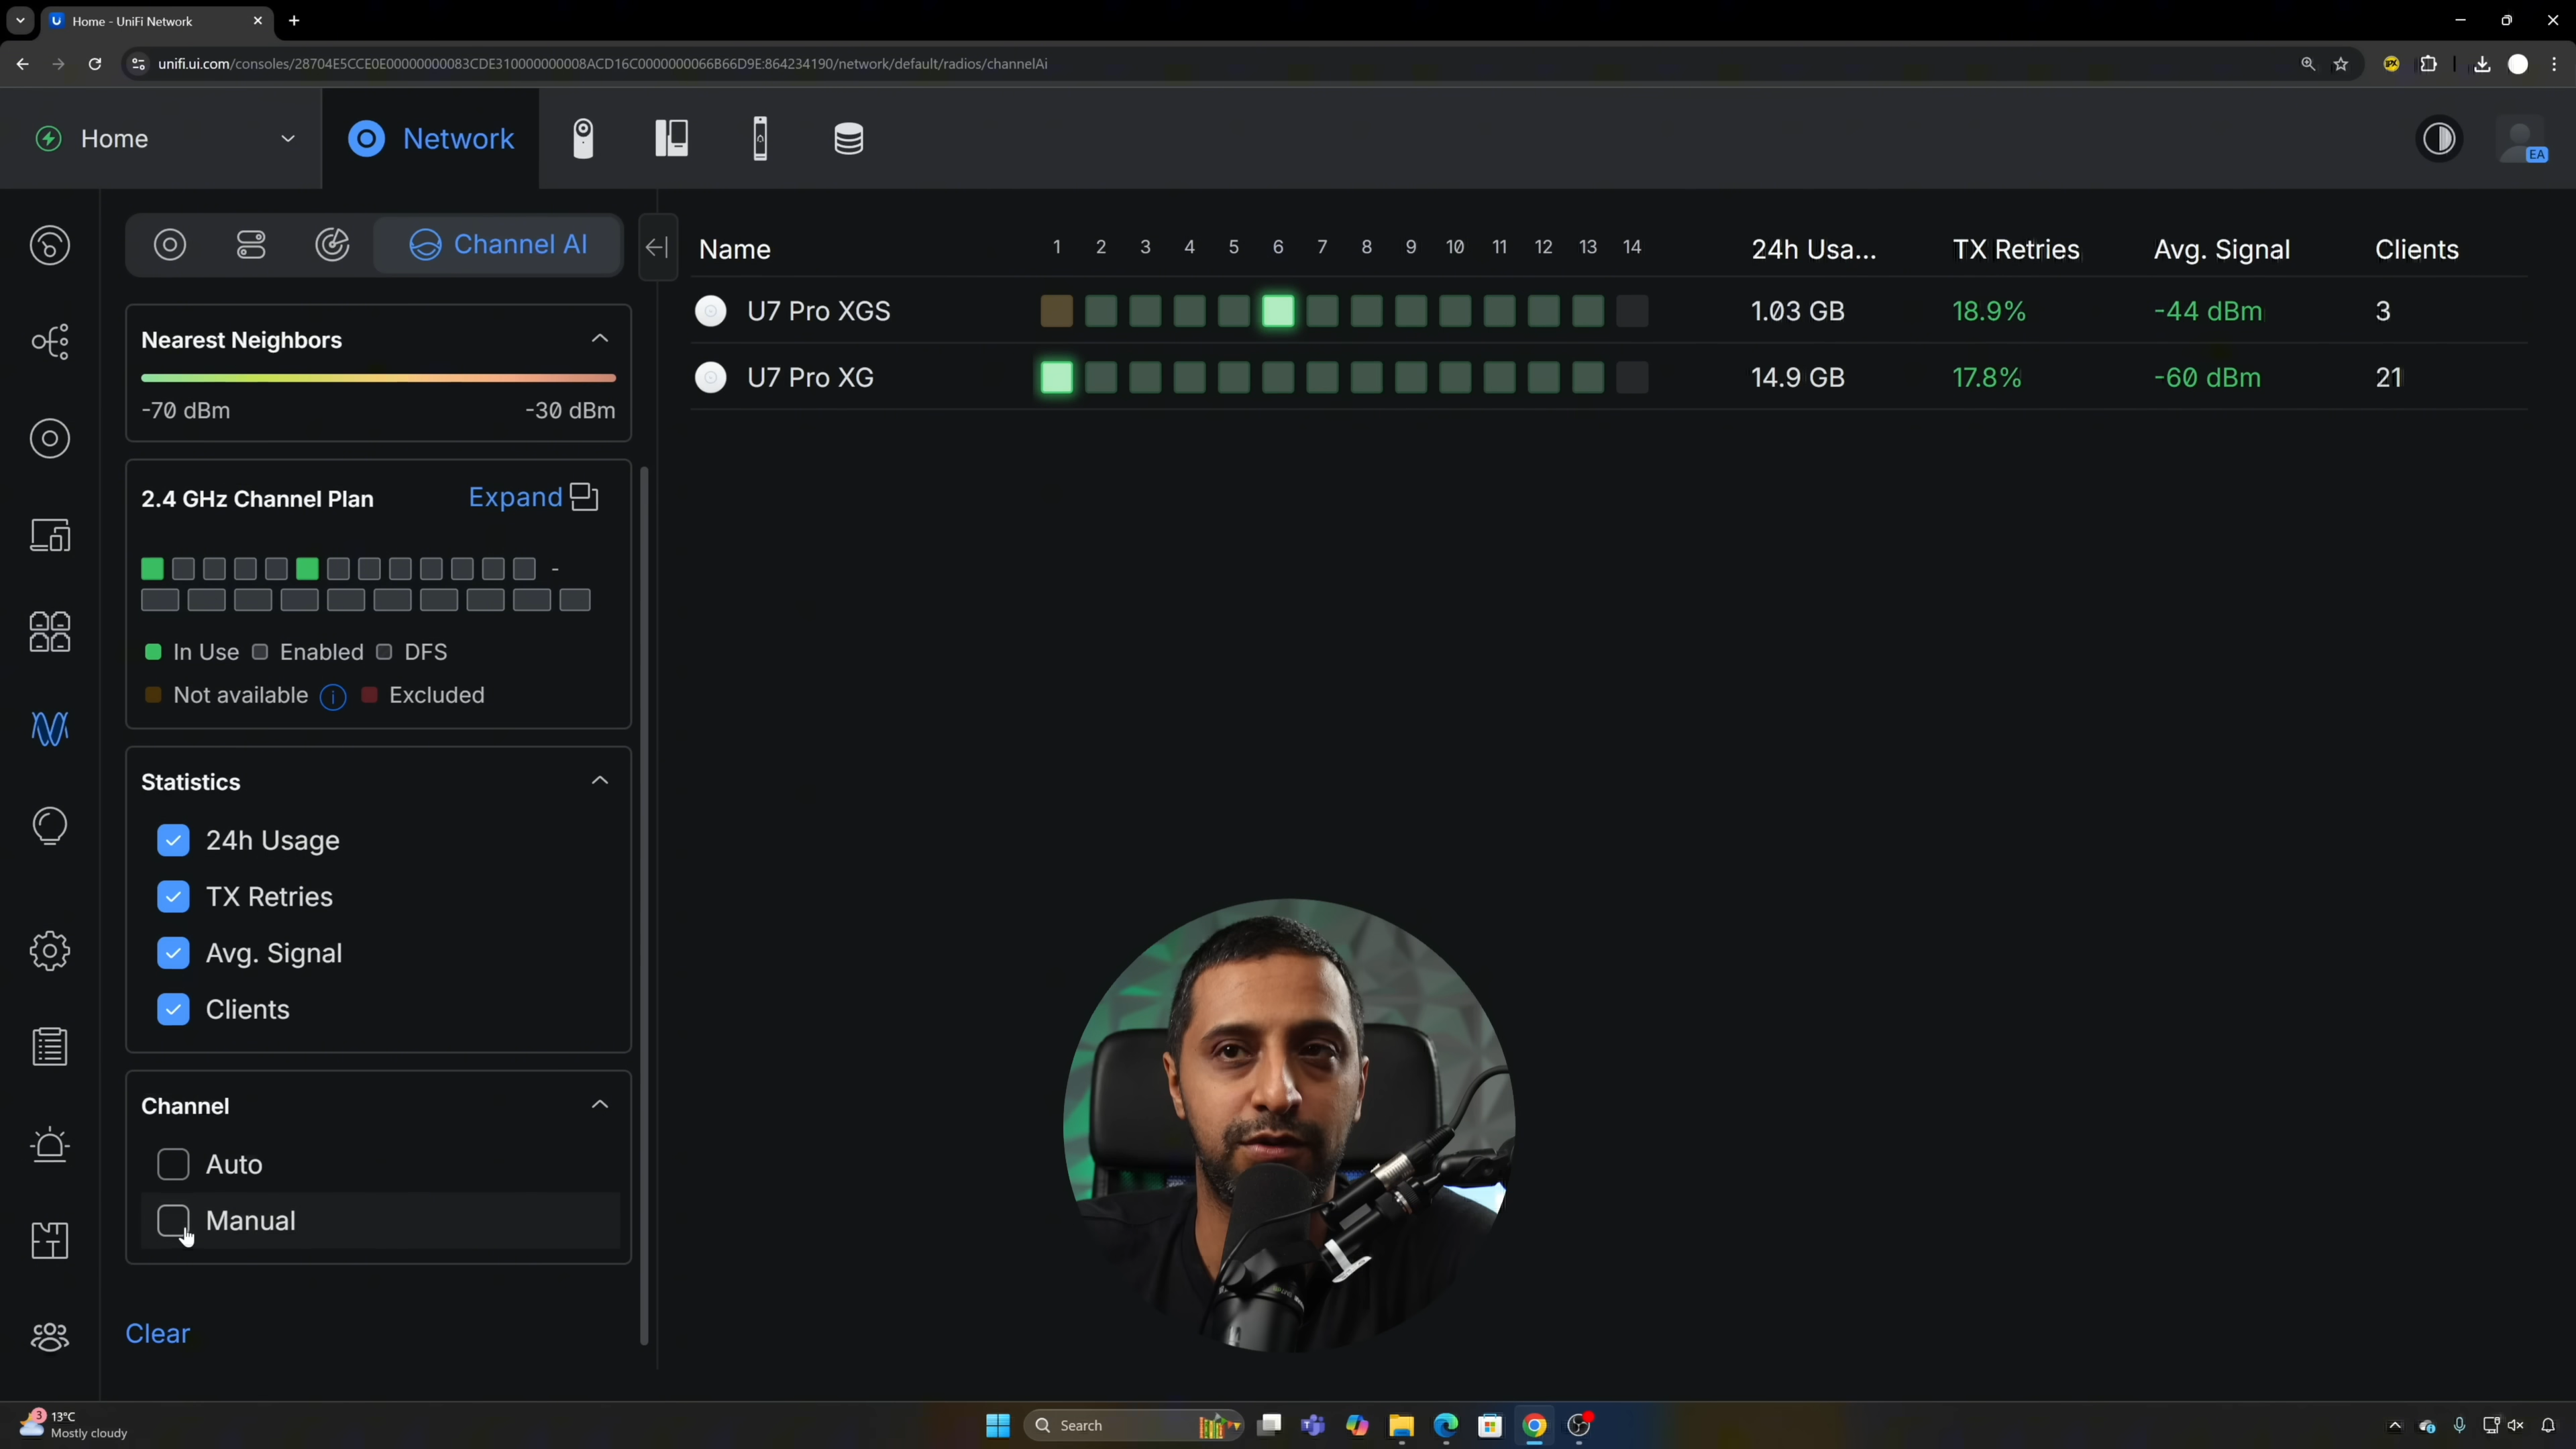 Home - UniFi Network
unifi.ui.com/consoles/28704E5CCE0E00000000083CDE310000000008ACD16C0000000066B66D9E:864234190/network/default/radios/channelAi
Home
Network
EA
Channel AI
Nearest Neighbors
-70 dBm -30 dBm
2.4 GHz Channel Plan Expand
-
In Use Enabled DFS
Not available Excluded
Statistics
24h Usage
TX Retries
Avg. Signal
Clients
Channel
Auto
Manual
Clear
Name 1 2 3 4 5 6 7 8 9 10 11 12 13 14 24h Usa... TX Retries Avg. Signal Clients
U7 Pro XGS 1.03 GB 18.9% -44 dBm 3
U7 Pro XG 14.9 GB 17.8% -60 dBm 21
3
13°C
Mostly cloudy
Search